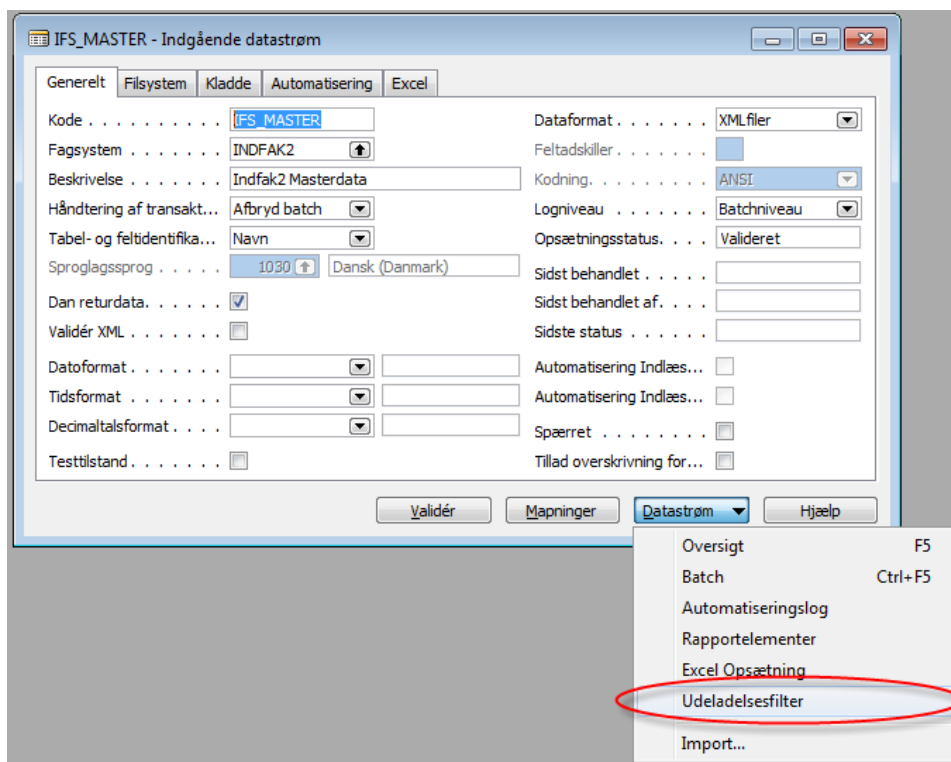 IFS_MASTER - Indgående datastrøm
Generelt Filsystem Kladde Automatisering Excel
Kode . . . . . . . . . . IFS_MASTER
Fagsystem . . . . . . . INDFAK2
Beskrivelse . . . . . . . Indfak2 Masterdata
Håndtering af transakt... Afbryd batch
Tabel- og feltidentifika... Navn
Sproglagssprog . . . . . 1030 Dansk (Danmark)
Dan returdata. . . . . .
Validér XML . . . . . . .
Datoformat . . . . . . .
Tidsformat . . . . . . .
Decimaltalsformat . . . .
Testtilstand. . . . . . .
Dataformat . . . . . . . XMLfiler
Feltadskiller . . . . . . .
Kodning. . . . . . . . . ANSI
Logniveau . . . . . . . Batchniveau
Opsætningsstatus. . . . Valideret
Sidst behandlet . . . . .
Sidst behandlet af. . . .
Sidste status . . . . . .
Automatisering Indlæs...
Automatisering Indlæs...
Spærret . . . . . . . .
Tillad overskrivning for...
Validér Mapninger Datastrøm Hjælp
Oversigt F5
Batch Ctrl+F5
Automatiseringslog
Rapportelementer
Excel Opsætning
Udeladelsesfilter
Import...